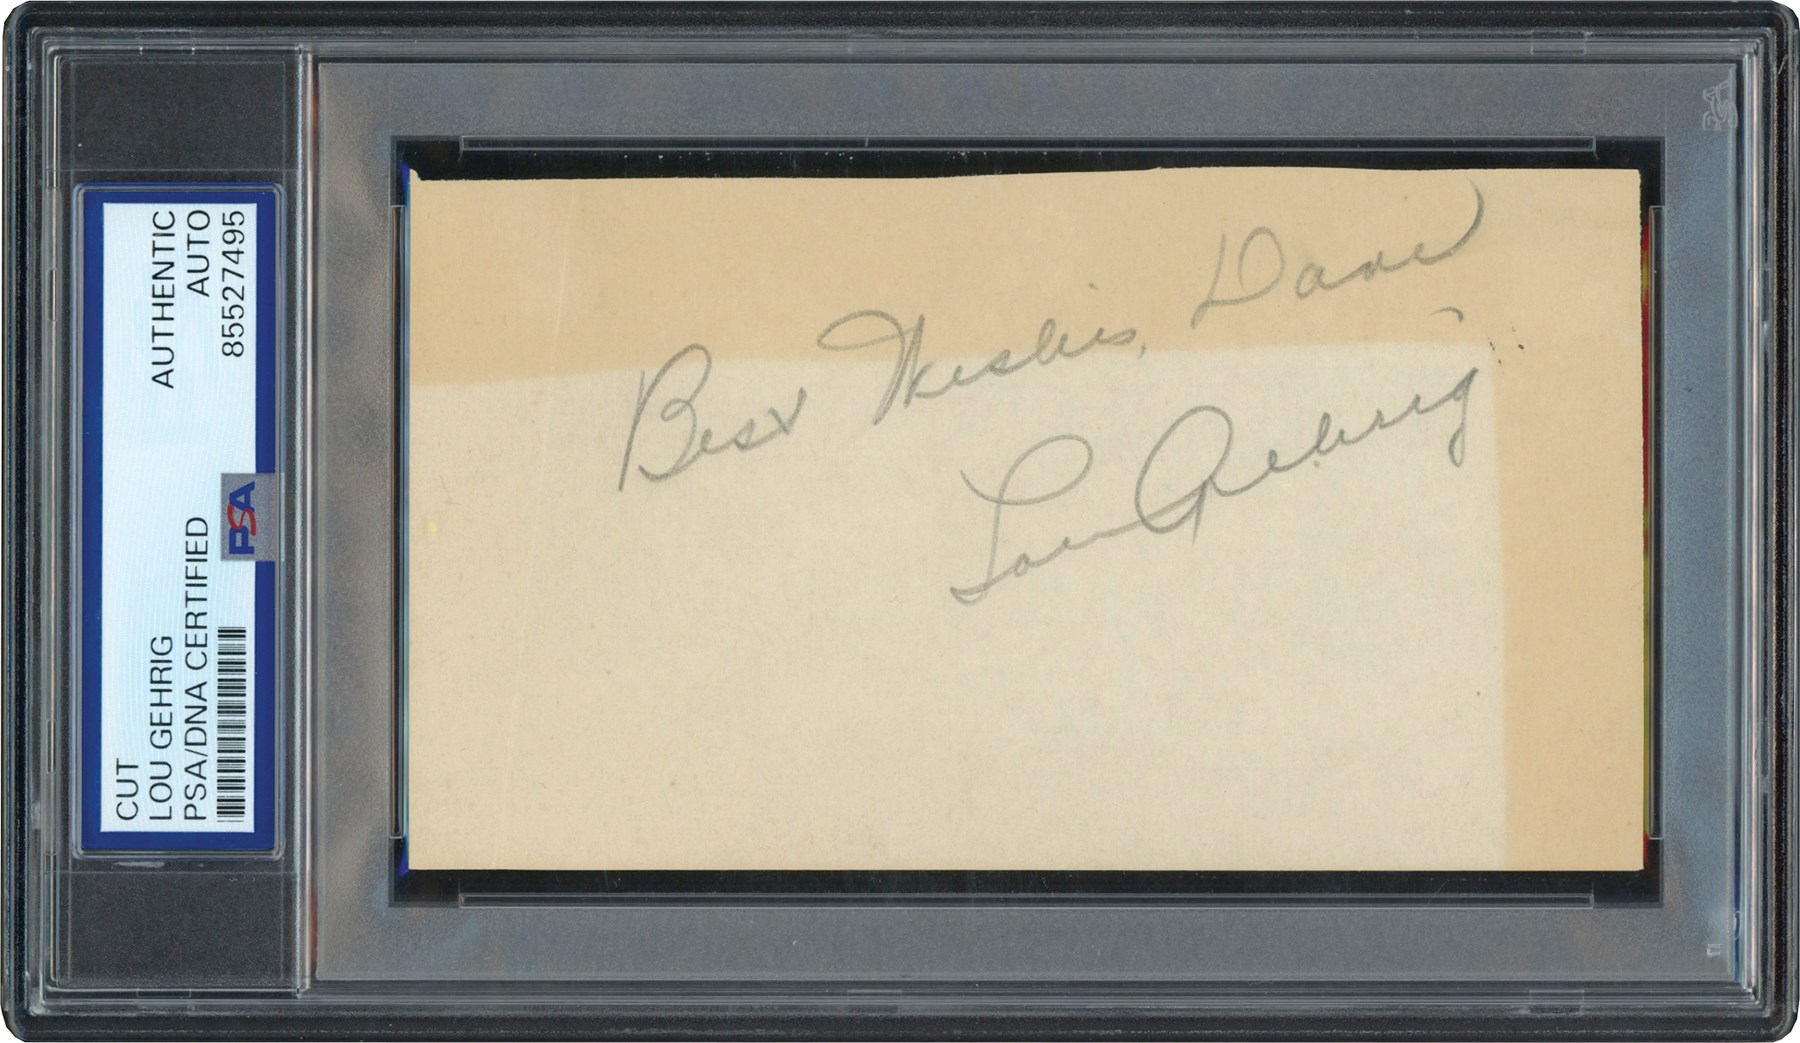 CUT
LOU GEHRIG
PSA/DNA CERTIFIED
AUTHENTIC
AUTO
85527495
PSA
Best Wishes, Dave
Lou Gehrig